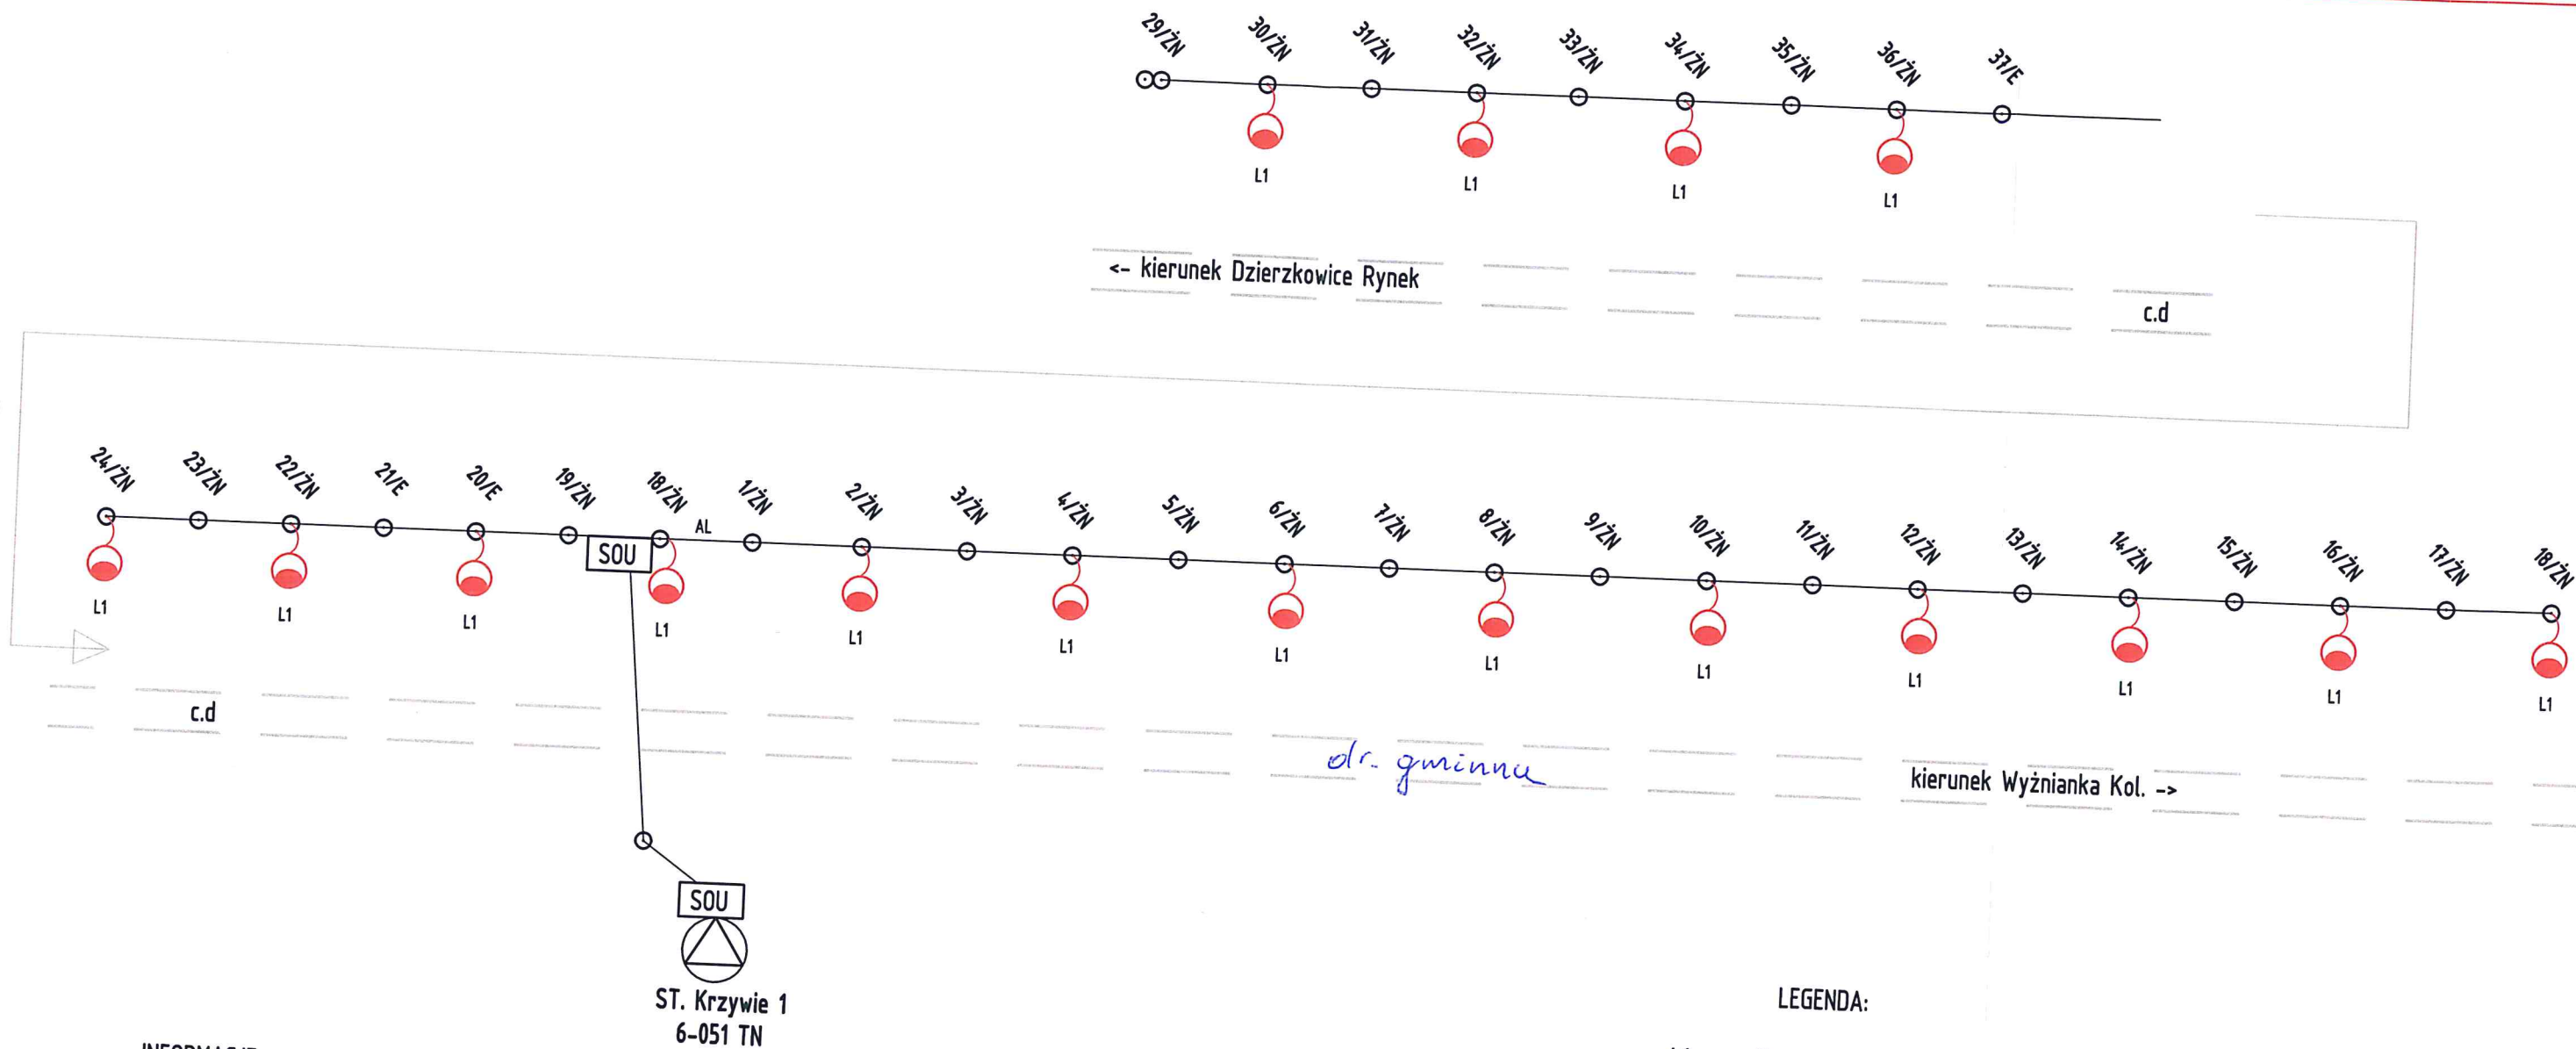 29/ŻN 30/ŻN 31/ŻN 32/ŻN 33/ŻN 34/ŻN 35/ŻN 36/ŻN 37/E
L1 L1 L1 L1
<- kierunek Dzierzkowice Rynek
c.d
24/ŻN 23/ŻN 22/ŻN 21/E 20/E 19/ŻN 18/ŻN 1/ŻN 2/ŻN 3/ŻN 4/ŻN 5/ŻN 6/ŻN 7/ŻN 8/ŻN 9/ŻN 10/ŻN 11/ŻN 12/ŻN 13/ŻN 14/ŻN 15/ŻN 16/ŻN 17/ŻN 18/ŻN
AL
SOU
L1 L1 L1 L1 L1 L1 L1 L1 L1 L1 L1 L1 L1
c.d
dr. gminna
kierunek Wyżnianka Kol. ->
SOU
ST. Krzywie 1
6-051 TN
LEGENDA: